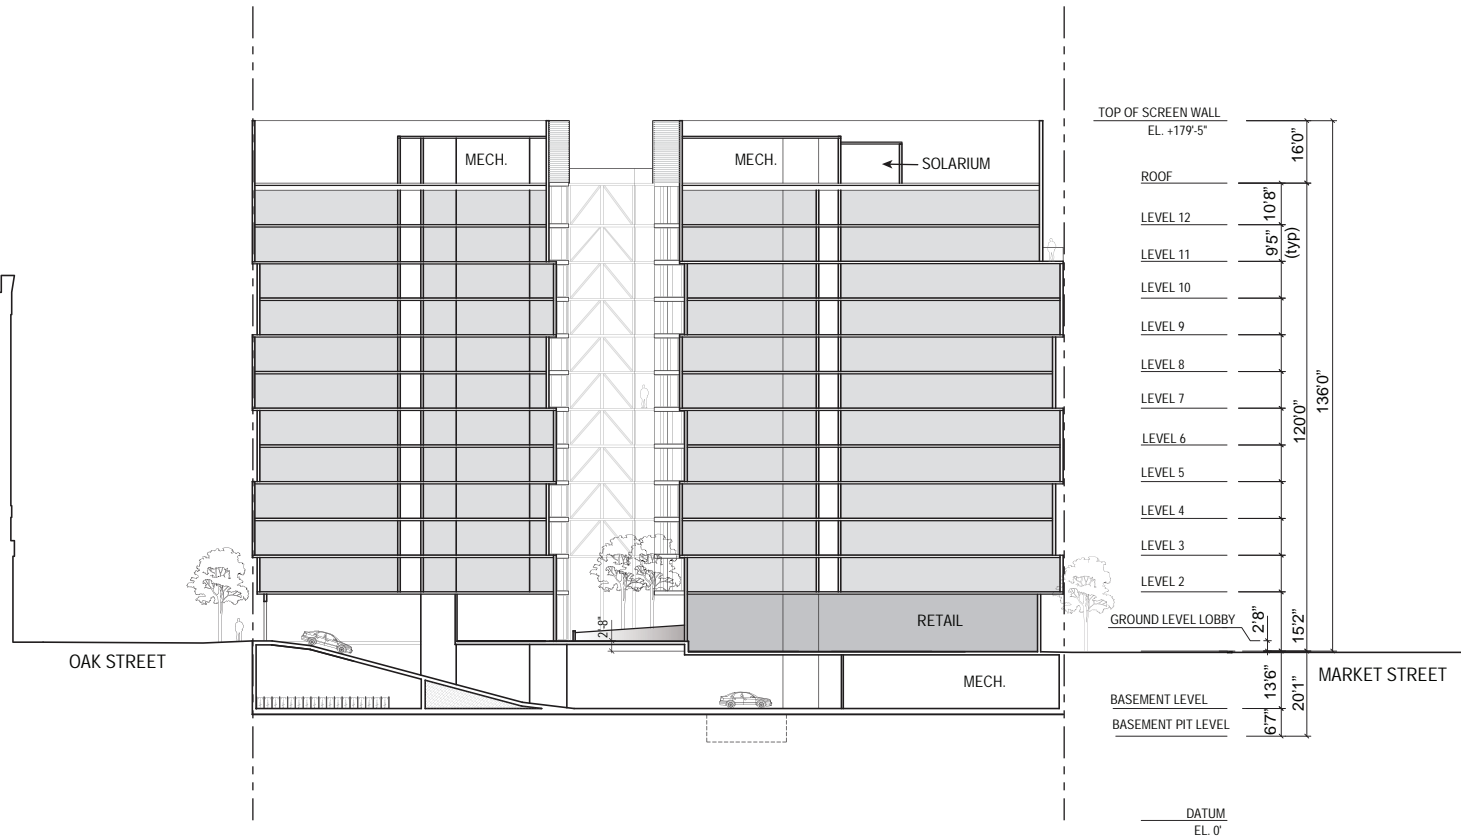 TOP OF SCREEN WALL
EL. +179'-5"
16'0"
MECH.
MECH.
SOLARIUM
ROOF
10'8"
LEVEL 12
9'5"
(typ)
LEVEL 11
LEVEL 10
LEVEL 9
LEVEL 8
LEVEL 7
136'0"
120'0"
LEVEL 6
LEVEL 5
LEVEL 4
LEVEL 3
LEVEL 2
RETAIL
GROUND LEVEL LOBBY
2'8"
15'2"
2'-8"
OAK STREET
MARKET STREET
MECH.
13'6"
20'1"
BASEMENT LEVEL
6'7"
BASEMENT PIT LEVEL
DATUM
EL. 0'